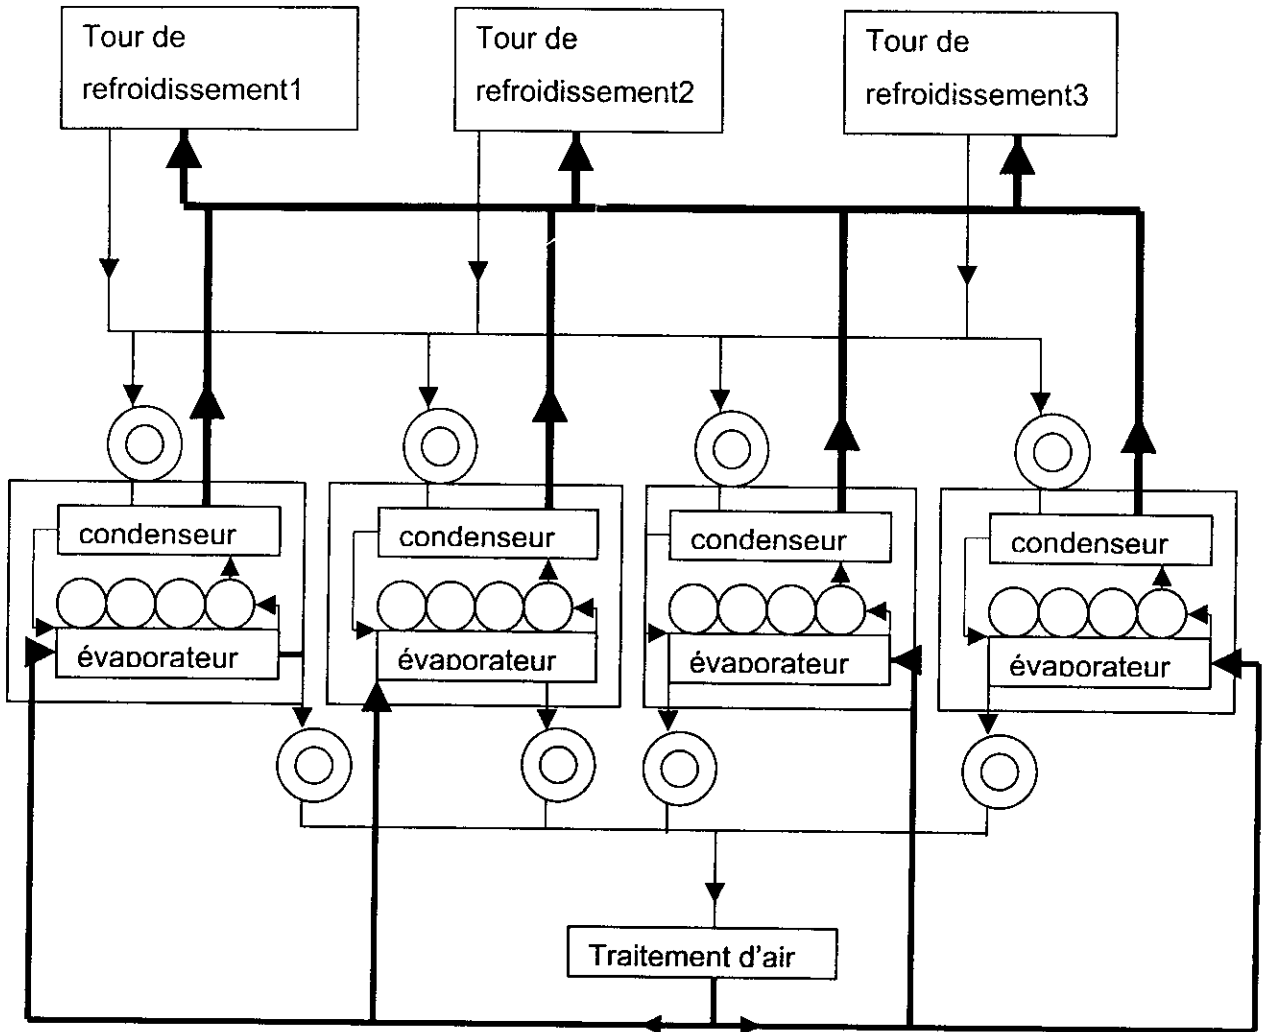 Tour de
refroidissement1
Tour de
refroidissement2
Tour de
refroidissement3
condenseur
condenseur
condenseur
condenseur
évaporateur
évaporateur
évaporateur
évaporateur
Traitement d'air